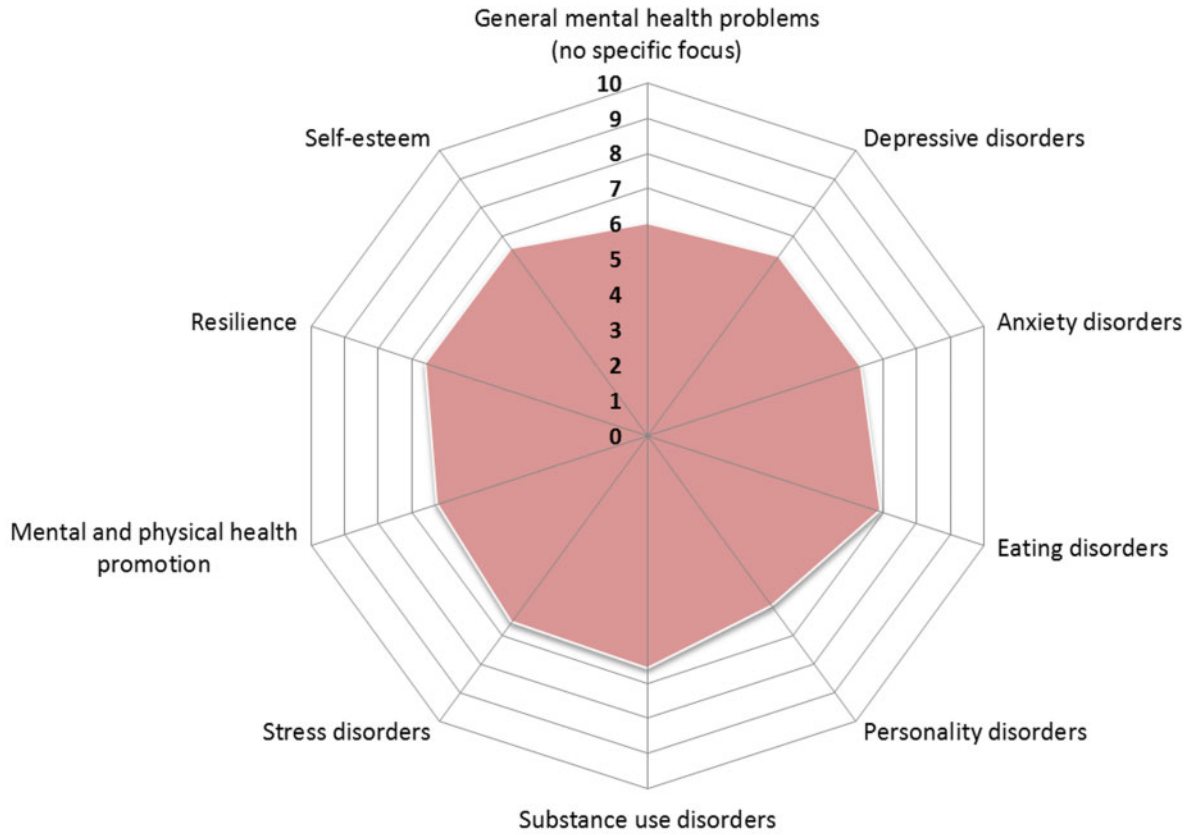 General mental health problems
(no specific focus)
10
9
8
7
6
5
4
3
2
1
0
Depressive disorders
Anxiety disorders
Eating disorders
Personality disorders
Substance use disorders
Stress disorders
Mental and physical health
promotion
Resilience
Self-esteem